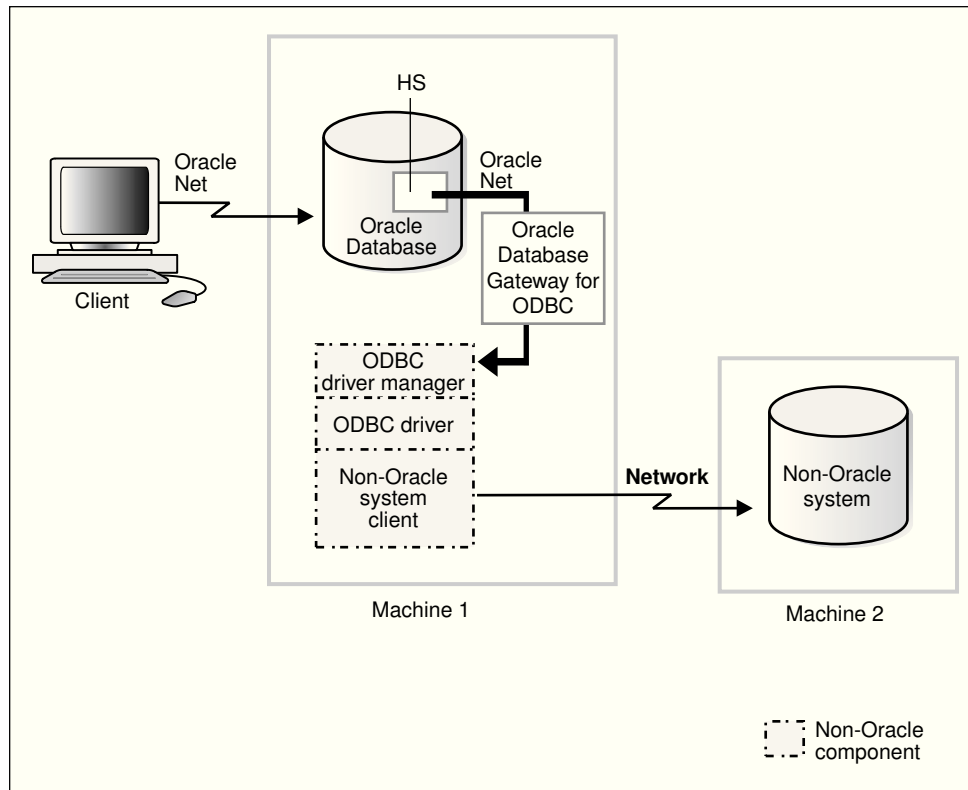 HS
Oracle
Net
Oracle
Database
Oracle
Net
Oracle
Database
Gateway for
ODBC
Client
ODBC
driver manager
ODBC driver
Non-Oracle
system
client
Network
Non-Oracle
system
Machine 1
Machine 2
Non-Oracle
component